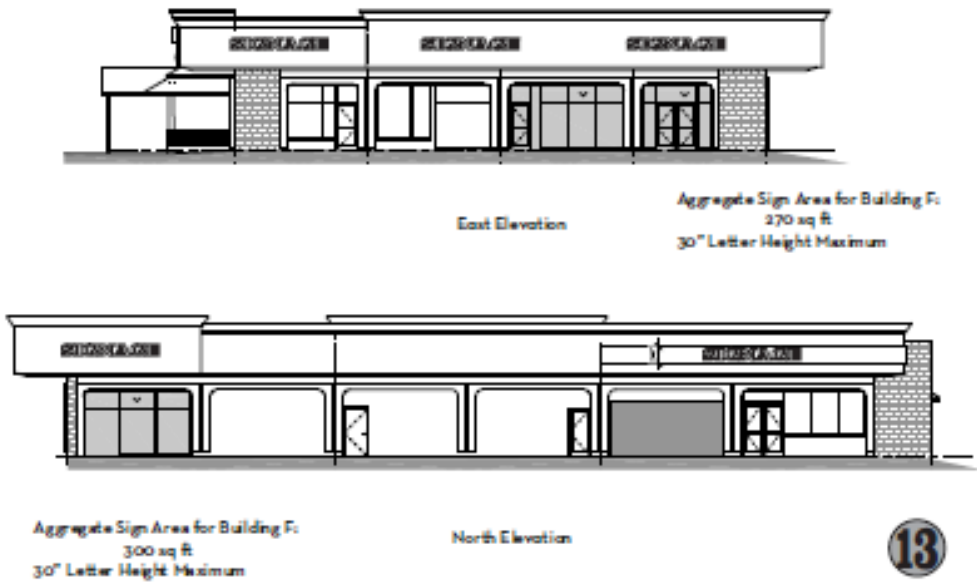 SIGNAGE SIGNAGE SIGNAGE
East Elevation
Aggregate Sign Area for Building F:
270 sq ft
30" Letter Height Maximum
SIGNAGE SIGNAGE
Aggregate Sign Area for Building F:
300 sq ft
30" Letter Height Maximum
North Elevation
13